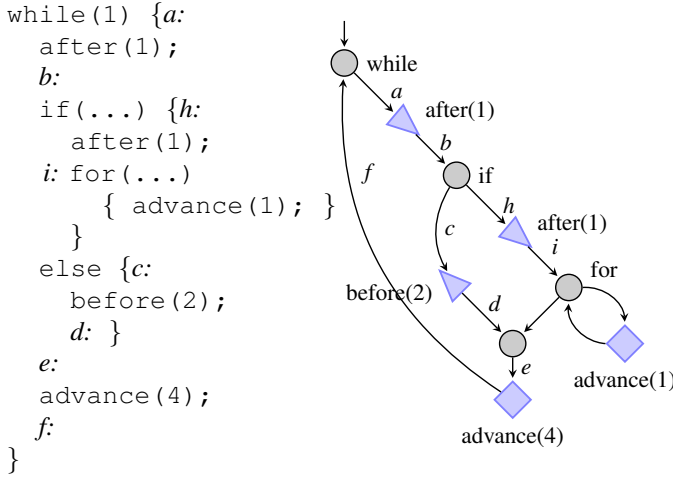 while(1) {a:
after(1);
b:
if(...) {h:
after(1);
i: for(...)
{ advance(1); }
}
else {c:
before(2);
d: }
e:
advance(4);
f:
}
while
a
after(1)
b
if
f
h
after(1)
c
i
for
before(2)
d
e
advance(1)
advance(4)